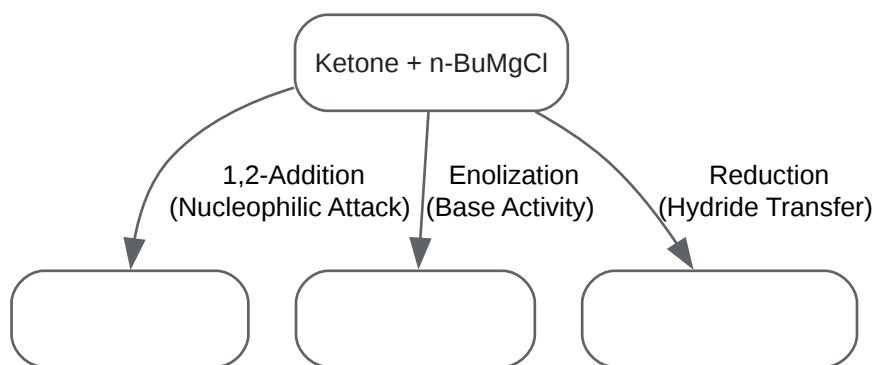 Ketone + n-BuMgCl
1,2-Addition
(Nucleophilic Attack)
Enolization
(Base Activity)
Reduction
(Hydride Transfer)